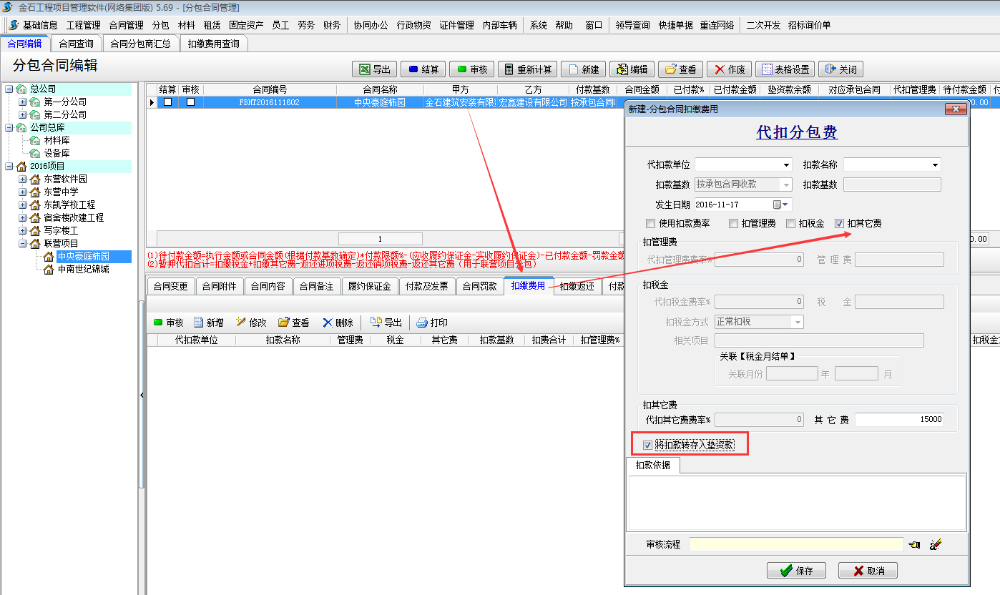 金石工程项目管理软件(网络集团版) 5.69 - [分包合同管理]
基础信息 工程管理 合同管理 分包 材料 租赁 固定资产 员工 劳务 财务 协同办公 行政物资 证件管理 内部车辆 系统 帮助 窗口 领导查询 快捷单据 重连网络 二次开发 招标询价单
合同编辑 合同查询 合同分包商汇总 扣缴费用查询
分包合同编辑
导出 结算 审核 重新计算 新建 编辑 查看 作废 表格设置 关闭
总公司
第一分公司
第二分公司
公司总库
材料库
设备库
2016项目
东营软件园
东营中学
东凯学校工程
宿舍楼改建工程
写字楼工
联营项目
中央豪庭柿园
中南世纪锦城
结算 审核 合同编号 合同名称 甲方 乙方 付款基数 合同金额 已付款% 已付款金额 垫资款余额 对应承包合同 代扣管理费 待付款金额 付
FBHT2016111602 中央豪庭柿园 金石建筑安装有限 宏鑫建设有限公司 按承包合同 0.00
1 0.00
(1)待付款金额=执行金额或合同金额(根据付款基数确定)*付款限额%-(应收履约保证金-实收履约保证金)-已付款金额-罚款金额
(2)暂押代扣合计=扣缴税金+扣缴其它费-返还进项税费-返还销项税费-返还其它费 (用于联营项目分包)
合同变更 合同附件 合同内容 合同备注 履约保证金 付款及发票 合同罚款 扣缴费用 扣缴返还 付款
审核 新增 修改 查看 删除 导出 打印
代扣款单位 扣款名称 管理费 税金 其它费 扣款基数 扣费合计 扣管理费% 扣税金
新建-分包合同扣缴费用
代扣分包费
代扣款单位 扣款名称
扣款基数 按承包合同收款 扣款基数
发生日期 2016-11-17
使用扣款费率 扣管理费 扣税金 扣其它费
扣管理费
代扣管理费费率% 0 管 理 费
扣税金
代扣税金费率% 0 税 金
扣税金方式 正常扣税
相关项目
关联【税金月结单】
关联月份 年 月
扣其它费
代扣其它费费率% 0 其 它 费 15000
将扣款转存入垫资款
扣款依据
审核流程
保存 取消